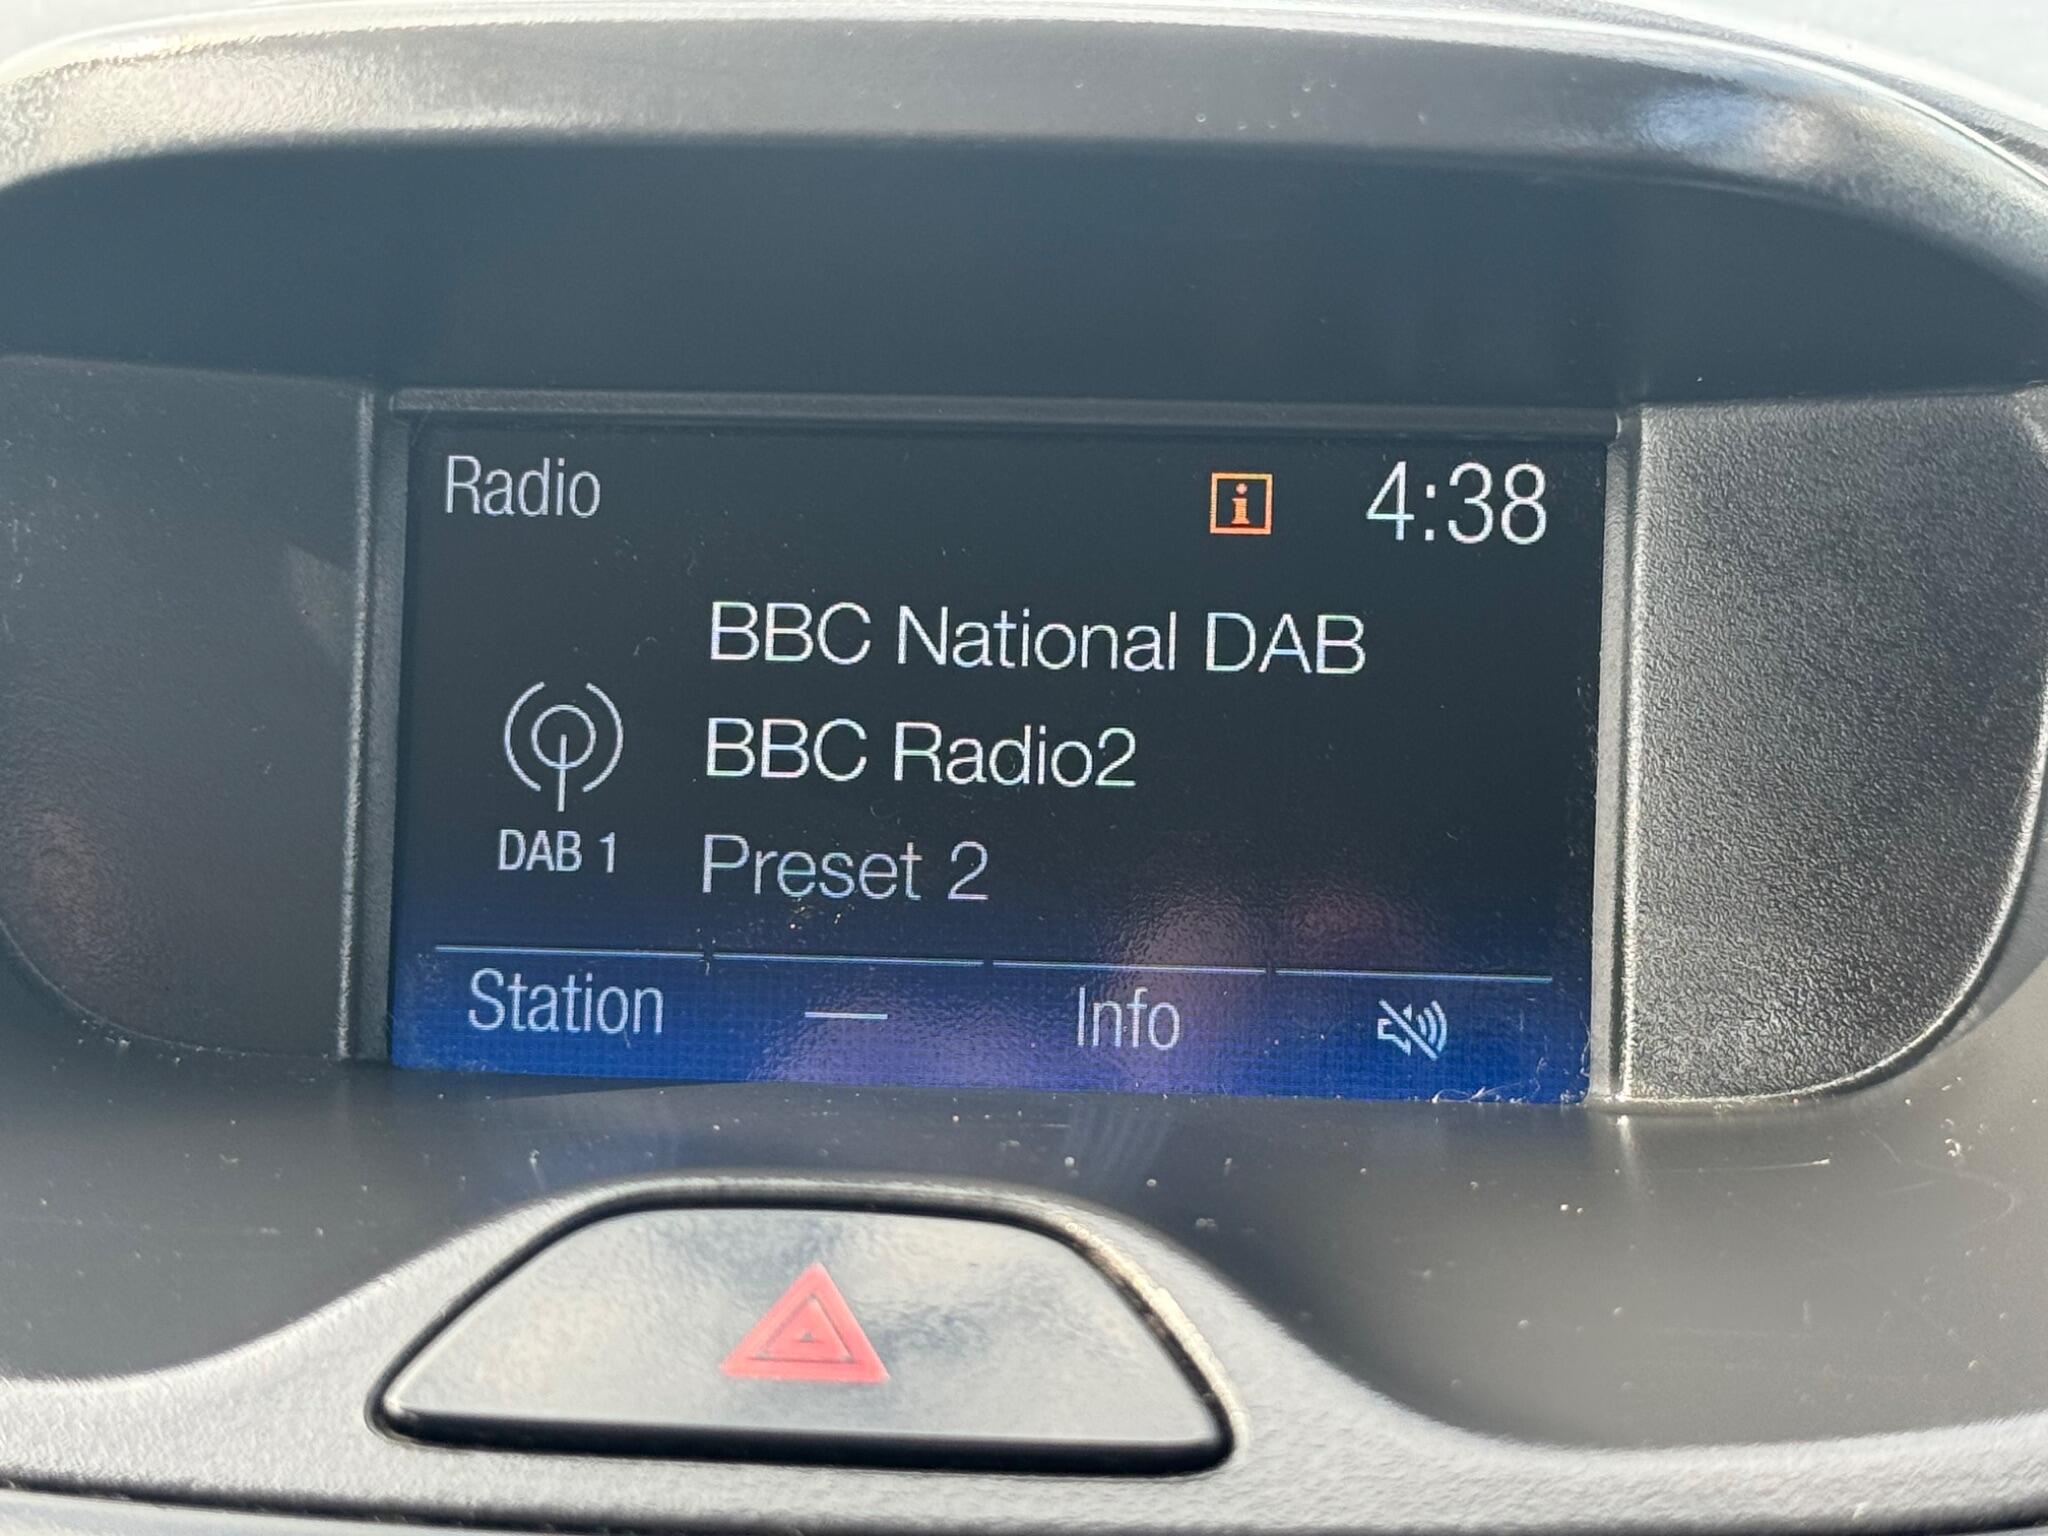 Radio i 4:38
BBC National DAB
BBC Radio2
DAB 1 Preset 2
Station — Info